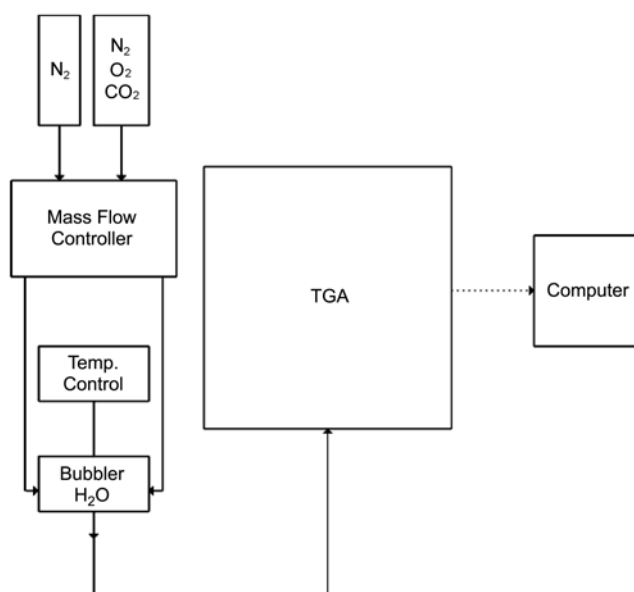 N₂
N₂
O₂
CO₂
Mass Flow
Controller
TGA
Computer
Temp.
Control
Bubbler
H₂O